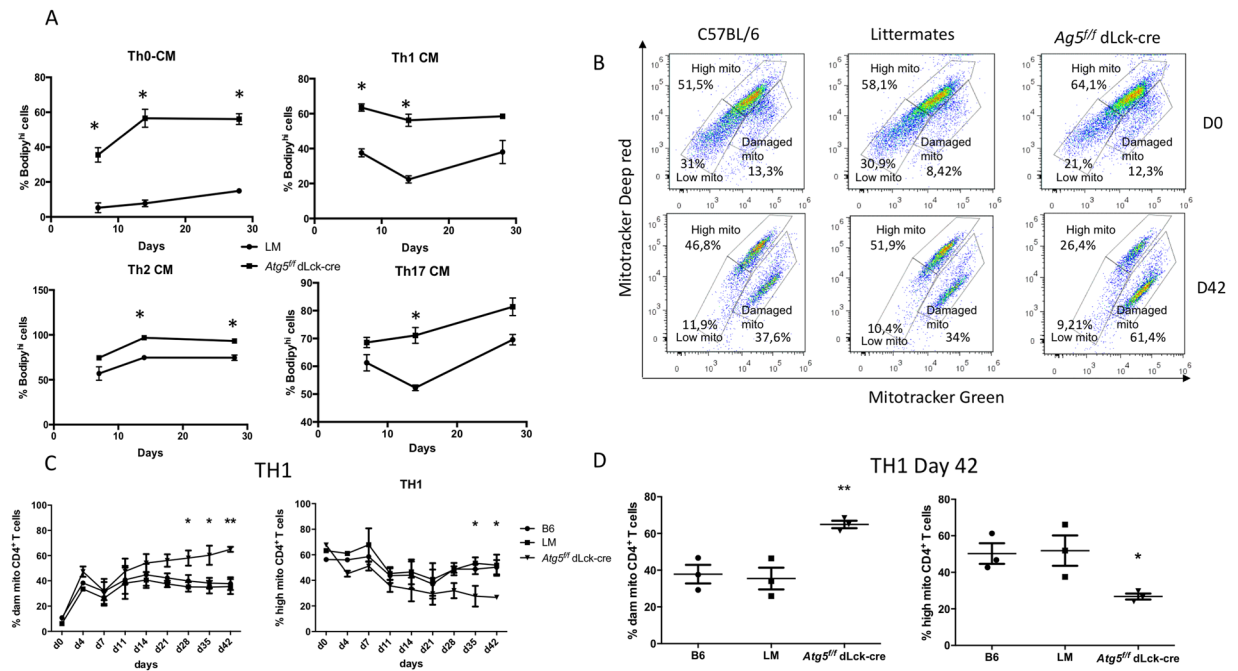 A
Th0-CM
% Bodipyhi cells
80
60
40
20
0
* * *
0 10 20 30
Days
Th1 CM
% Bodipyhi cells
80
60
40
20
0
* *
0 10 20 30
Days
LM
Atg5f/f dLck-cre
Th2 CM
% Bodipyhi cells
150
100
50
0
* *
0 10 20 30
Days
Th17 CM
% Bodipyhi cells
100
90
80
70
60
50
40
*
0 10 20 30
Days
B
C57BL/6
Littermates
Ag5f/f dLck-cre
Mitotracker Deep red
High mito
51,5%
31%
Low mito
Damaged
mito
13,3%
High mito
58,1%
30,9%
Low mito
Damaged
mito
8,42%
High mito
64,1%
21,%
Low mito
Damaged
mito
12,3%
D0
High mito
46,8%
11,9%
Low mito
Damaged
mito
37,6%
High mito
51,9%
10,4%
Low mito
Damaged
mito
34%
High mito
26,4%
9,21%
Low mito
Damaged
mito
61,4%
D42
Mitotracker Green
C
TH1
% dam mito CD4+ T cells
100
80
60
40
20
0
* * **
d0 d4 d7 d11 d14 d21 d28 d35 d42
days
TH1
% high mito CD4+ T cells
100
80
60
40
20
0
* *
d0 d4 d7 d11 d14 d21 d28 d35 d42
days
B6
LM
Atg5f/f dLck-cre
D
TH1 Day 42
% dam mito CD4+ T cells
80
60
40
20
0
**
B6 LM Atg5f/f dLck-cre
% high mito CD4+ T cells
80
60
40
20
0
*
B6 LM Atg5f/f dLck-cre